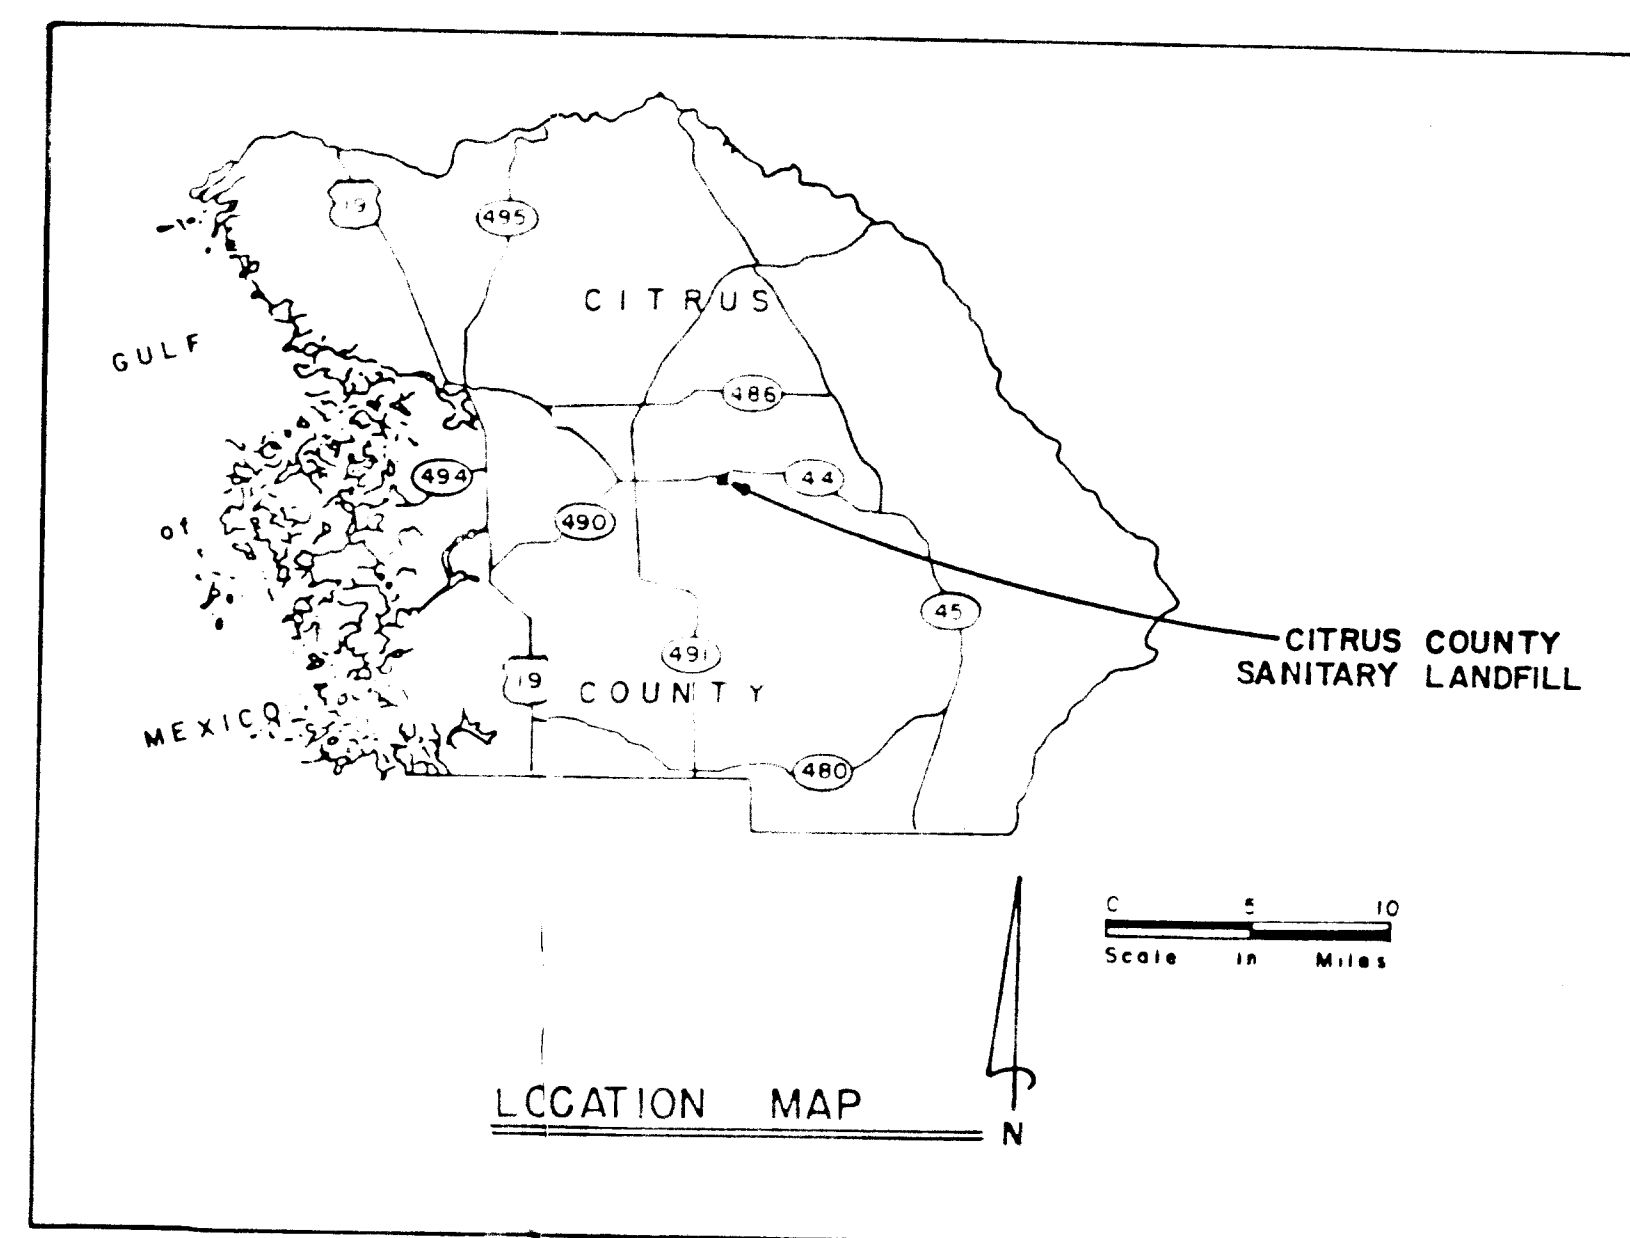 19
495
CITRUS
GULF
486
494
44
490
of
45
CITRUS COUNTY
SANITARY LANDFILL
491
19
COUNTY
MEXICO
480
0 5 10
Scale in Miles
LOCATION MAP
N